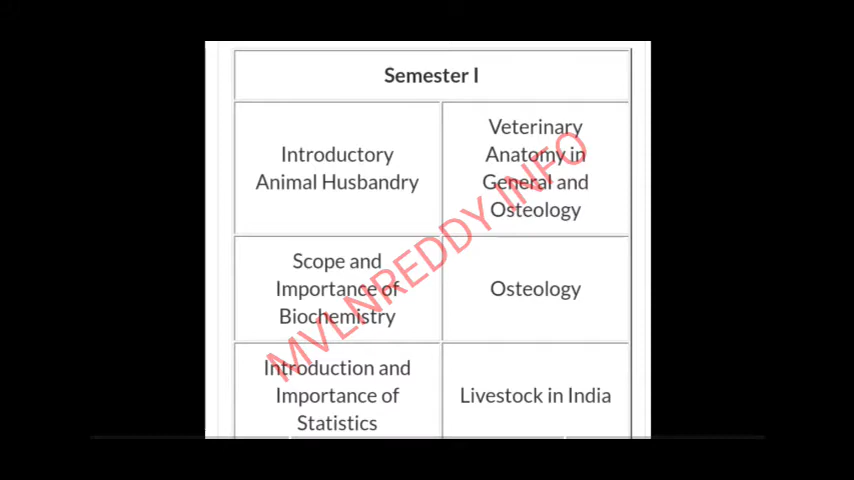 Semester I
Introductory
Animal Husbandry
Veterinary
Anatomy in
General and
Osteology
Scope and
Importance of
Biochemistry
Osteology
Introduction and
Importance of
Statistics
Livestock in India
MVLNREDDY INFO